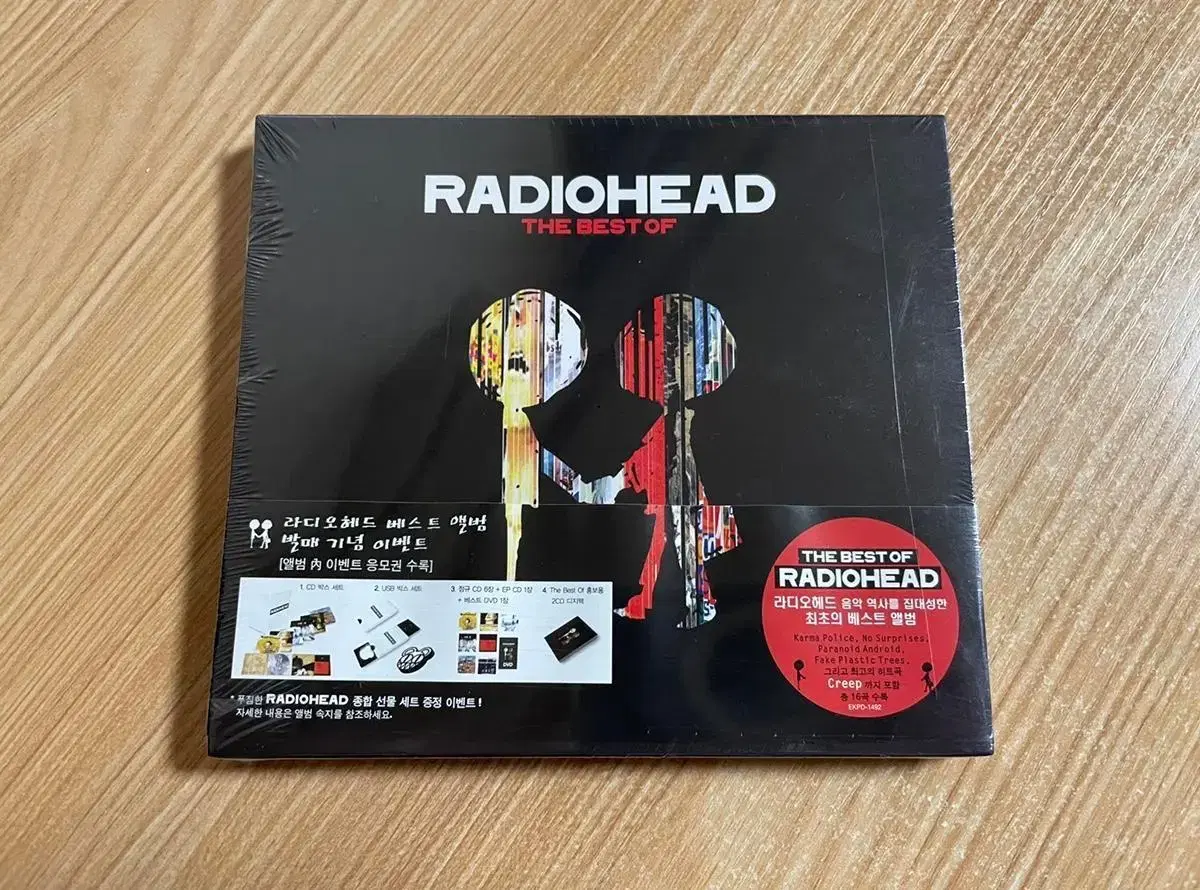 RADIOHEAD
THE BEST OF
라디오헤드 베스트 앨범
발매 기념 이벤트
[앨범 內 이벤트 응모권 수록]
1. CD 박스 세트
2. USB 박스 세트
3. 정규 CD 6장 + EP CD 1장
+ 베스트 DVD 1장
4. The Best Of 홍보용
2CD 디지팩
DVD
* 푸짐한 RADIOHEAD 종합 선물 세트 증정 이벤트!
자세한 내용은 앨범 속지를 참조하세요.
THE BEST OF
RADIOHEAD
라디오헤드 음악 역사를 집대성한
최초의 베스트 앨범
Karma Police, No Surprises,
Paranoid Android,
Fake Plastic Trees,
그리고 최고의 히트곡
Creep 까지 포함
총 16곡 수록
EKPD-1492